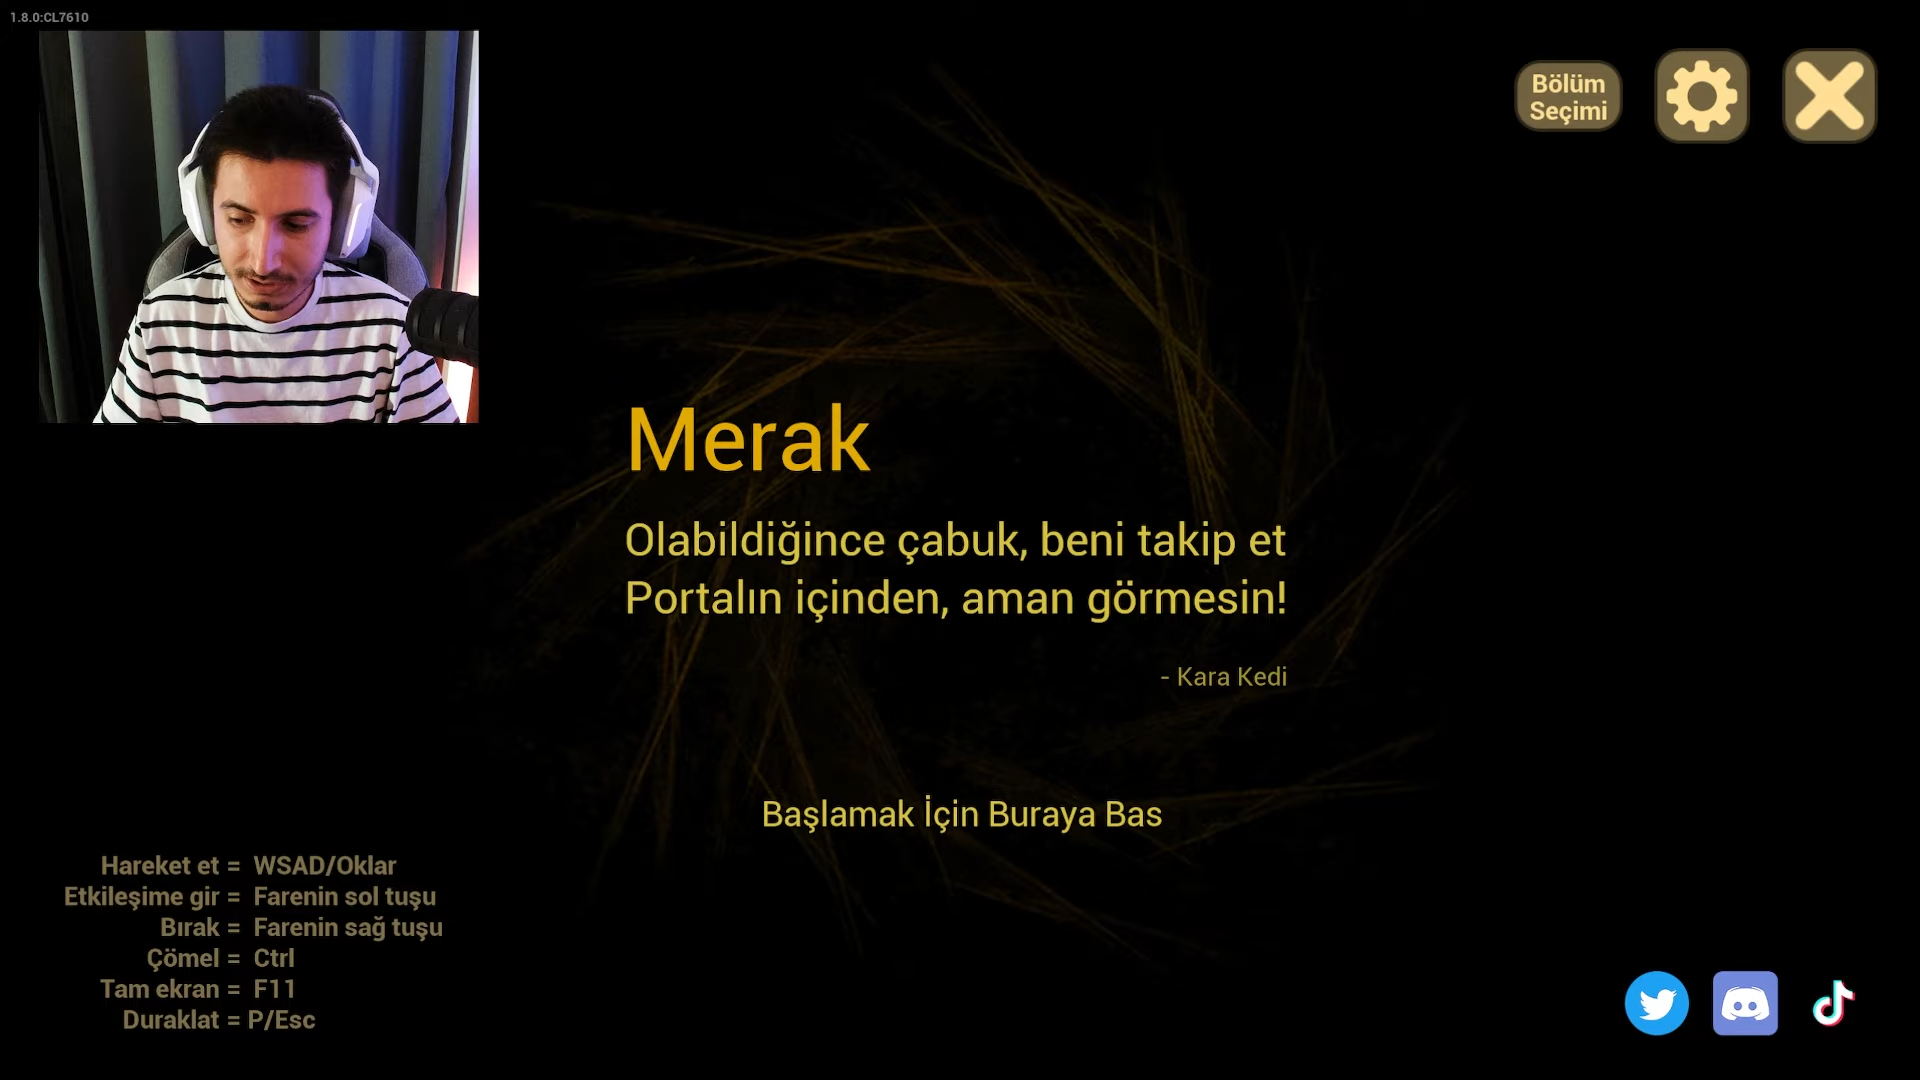 1.8.0:CL7610
Bölüm
Seçimi
Merak
Olabildiğince çabuk, beni takip et
Portalın içinden, aman görmesin!
- Kara Kedi
Başlamak İçin Buraya Bas
Hareket et = WSAD/Oklar
Etkileşime gir = Farenin sol tuşu
Bırak = Farenin sağ tuşu
Çömel = Ctrl
Tam ekran = F11
Duraklat = P/Esc